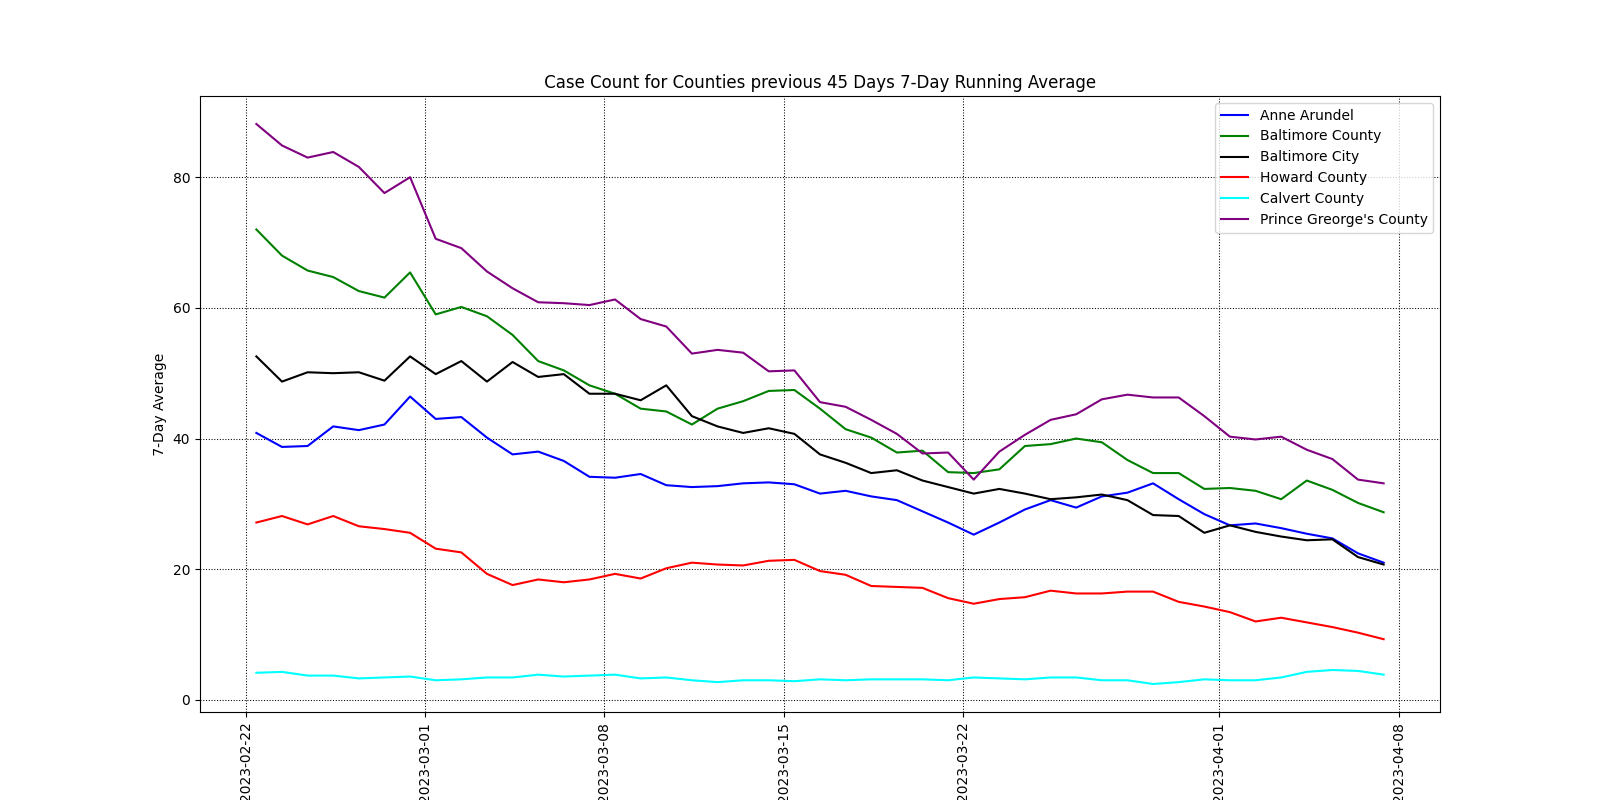 Case Count for Counties previous 45 Days 7-Day Running Average
Anne Arundel
Baltimore County
Baltimore City
Howard County
Calvert County
Prince Greorge's County
7-Day Average
80
60
40
20
0
2023-02-22
2023-03-01
2023-03-08
2023-03-15
2023-03-22
2023-04-01
2023-04-08